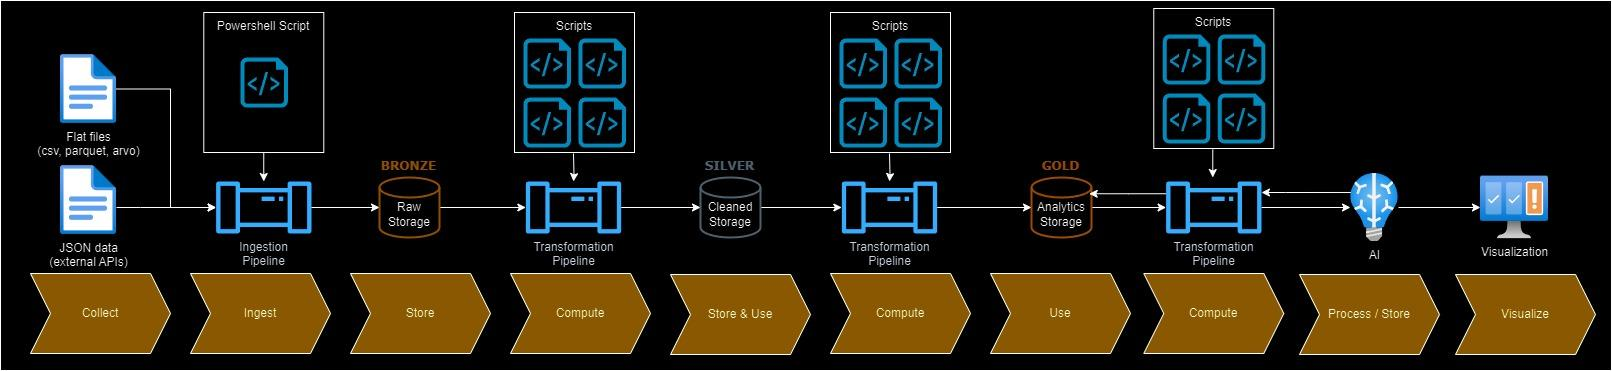 Powershell Script
Scripts
Scripts
Scripts
Flat files
(csv, parquet, arvo)
BRONZE
SILVER
GOLD
Raw
Storage
Cleaned
Storage
Analytics
Storage
JSON data
(external APIs)
Ingestion
Pipeline
Transformation
Pipeline
Transformation
Pipeline
Transformation
Pipeline
AI
Visualization
Collect
Ingest
Store
Compute
Store & Use
Compute
Use
Compute
Process / Store
Visualize